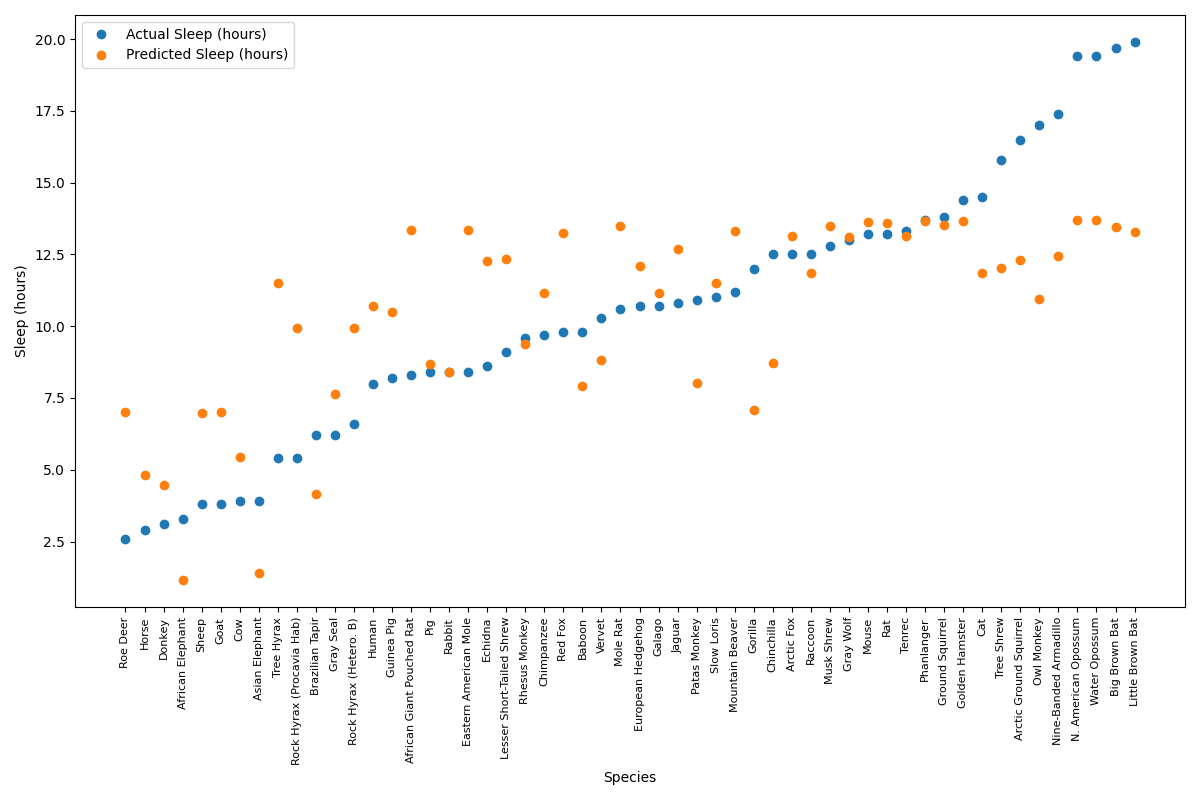 Actual Sleep (hours)
Predicted Sleep (hours)
20.0
17.5
15.0
12.5
10.0
7.5
5.0
2.5
Sleep (hours)
Roe Deer
Horse
Donkey
African Elephant
Sheep
Goat
Cow
Asian Elephant
Tree Hyrax
Rock Hyrax (Procavia Hab)
Brazilian Tapir
Gray Seal
Rock Hyrax (Hetero. B)
Human
Guinea Pig
African Giant Pouched Rat
Pig
Rabbit
Eastern American Mole
Echidna
Lesser Short-Tailed Shrew
Rhesus Monkey
Chimpanzee
Red Fox
Baboon
Vervet
Mole Rat
European Hedgehog
Galago
Jaguar
Patas Monkey
Slow Loris
Mountain Beaver
Gorilla
Chinchilla
Arctic Fox
Raccoon
Musk Shrew
Gray Wolf
Mouse
Rat
Tenrec
Phanlanger
Ground Squirrel
Golden Hamster
Cat
Tree Shrew
Arctic Ground Squirrel
Owl Monkey
Nine-Banded Armadillo
N. American Opossum
Water Opossum
Big Brown Bat
Little Brown Bat
Species